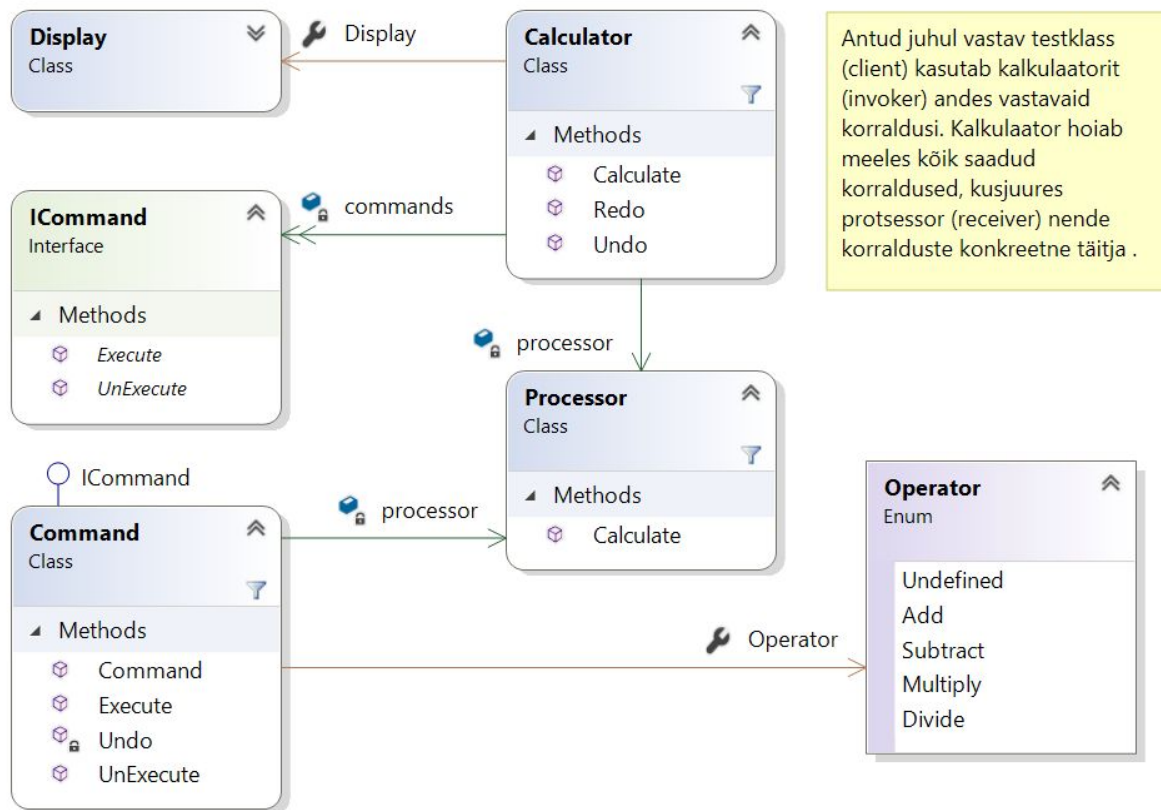 Display
Class
Display
Calculator
Class
Methods
Calculate
Redo
Undo
Antud juhul vastav testklass
(client) kasutab kalkulaatorit
(invoker) andes vastavaid
korraldusi. Kalkulaator hoiab
meeles kõik saadud
korraldused, kusjuures
protsessor (receiver) nende
korralduste konkreetne täitja .
ICommand
Interface
Methods
Execute
UnExecute
commands
processor
Processor
Class
Methods
Calculate
ICommand
Command
Class
Methods
Command
Execute
Undo
UnExecute
processor
Operator
Operator
Enum
Undefined
Add
Subtract
Multiply
Divide